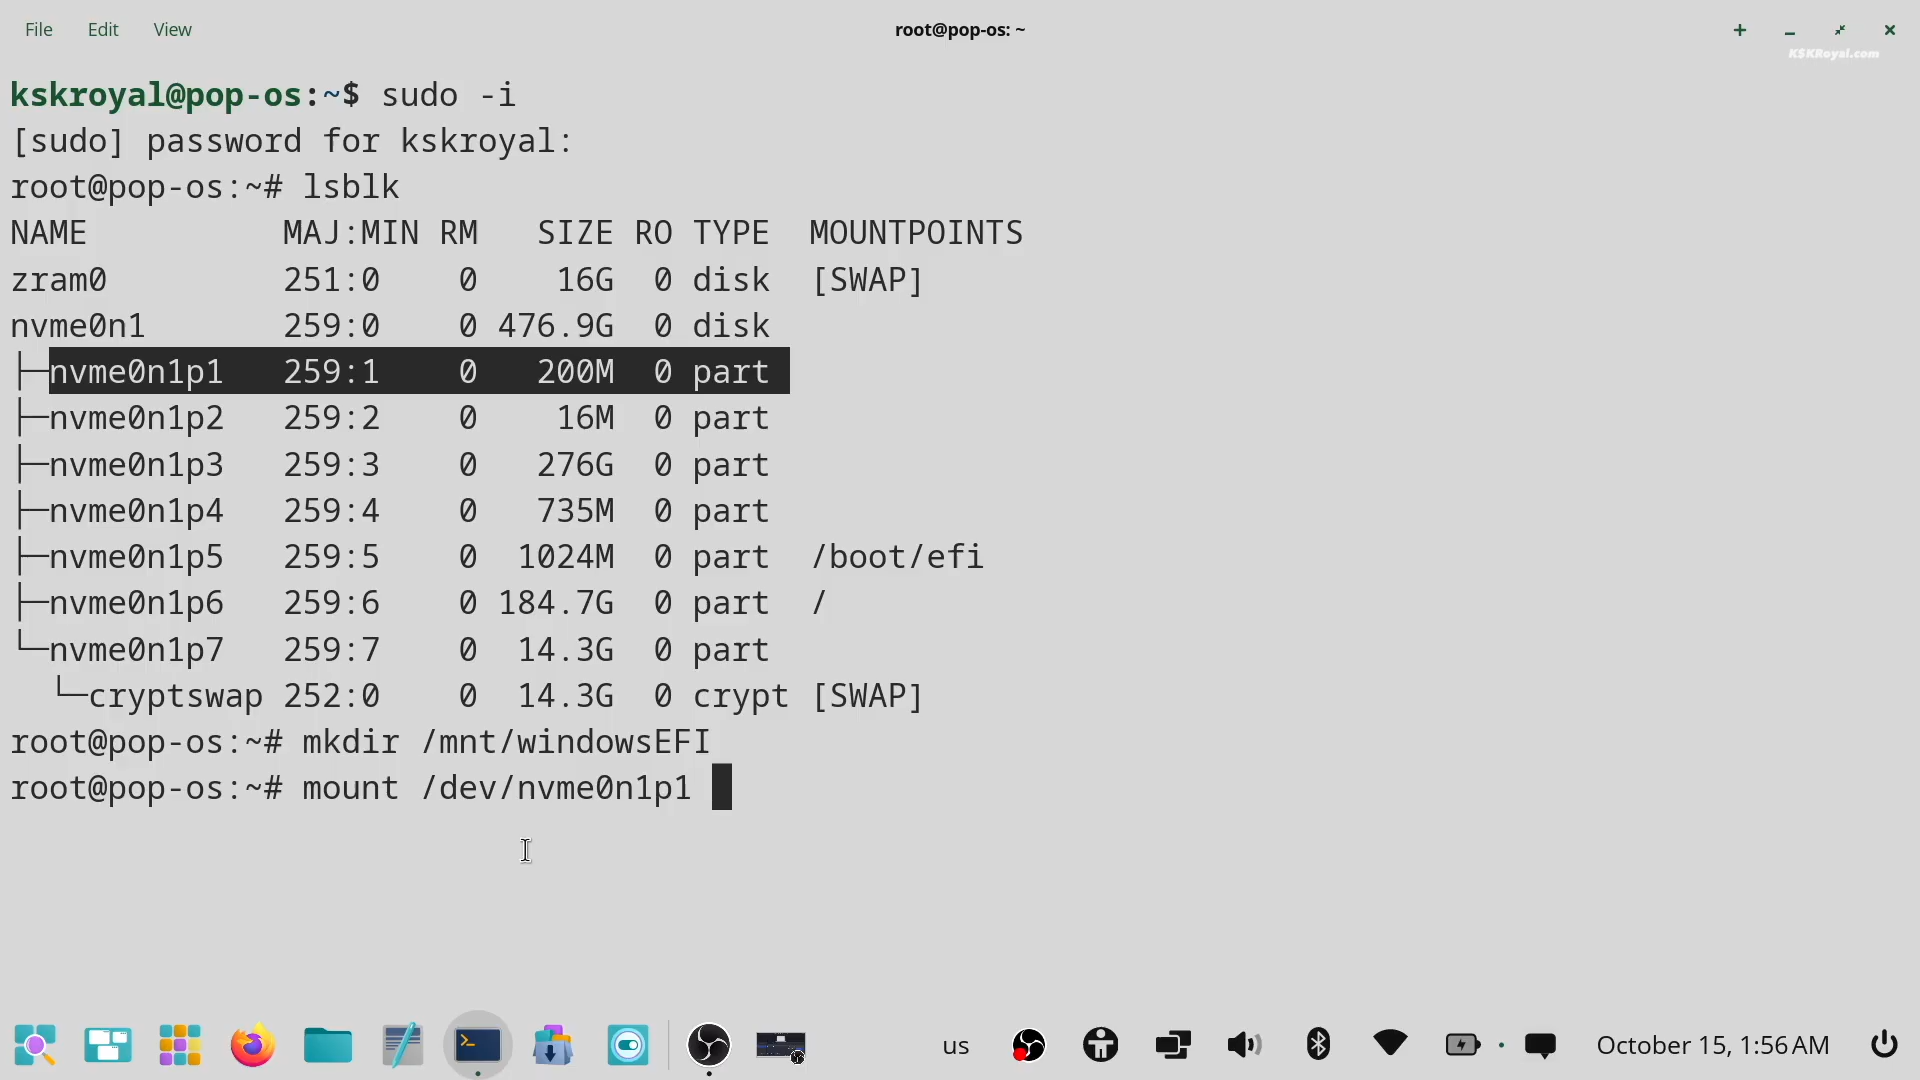 File Edit View root@pop-os: ~
KSKRoyal.com
kskroyal@pop-os:~$ sudo -i
[sudo] password for kskroyal:
root@pop-os:~# lsblk
NAME MAJ:MIN RM SIZE RO TYPE MOUNTPOINTS
zram0 251:0 0 16G 0 disk [SWAP]
nvme0n1 259:0 0 476.9G 0 disk
├─nvme0n1p1 259:1 0 200M 0 part
├─nvme0n1p2 259:2 0 16M 0 part
├─nvme0n1p3 259:3 0 276G 0 part
├─nvme0n1p4 259:4 0 735M 0 part
├─nvme0n1p5 259:5 0 1024M 0 part /boot/efi
├─nvme0n1p6 259:6 0 184.7G 0 part /
└─nvme0n1p7 259:7 0 14.3G 0 part
└─cryptswap 252:0 0 14.3G 0 crypt [SWAP]
root@pop-os:~# mkdir /mnt/windowsEFI
root@pop-os:~# mount /dev/nvme0n1p1
us October 15, 1:56 AM